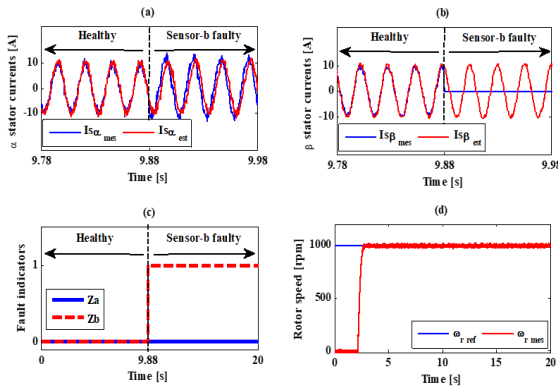 (a)
Healthy
Sensor-b faulty
α stator currents [A]
10
0
-10
Isα mes
Isα est
9.78
9.88
9.98
Time [s]
(b)
Healthy
Sensor-b faulty
β stator currents [A]
10
0
-10
Isβ mes
Isβ est
9.78
9.88
9.98
Time [s]
(c)
Healthy
Sensor-b faulty
Fault indicators
1
0
Za
Zb
0
9.88
20
Time [s]
(d)
Rotor speed [rpm]
1000
500
0
ωr ref
ωr mes
0
5
10
15
20
Time [s]